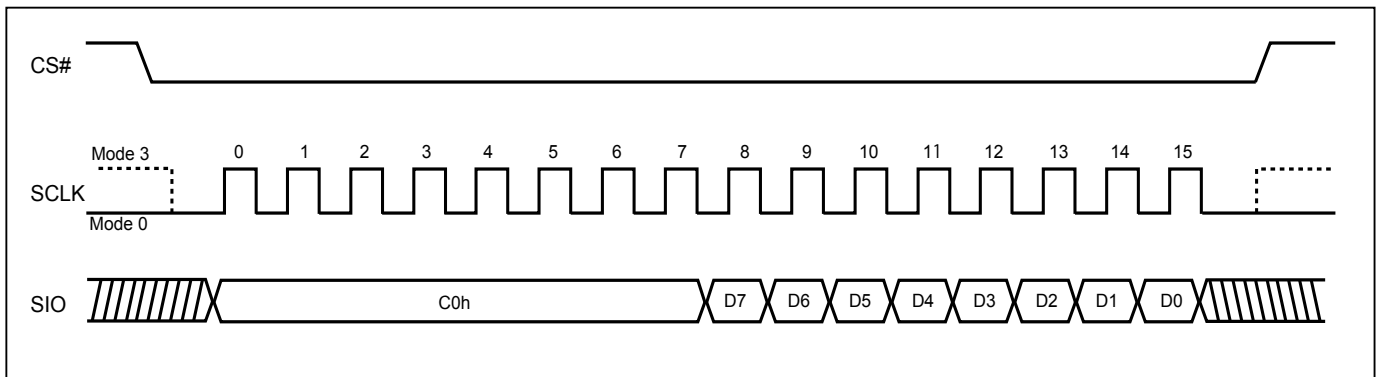 CS#
Mode 3
0 1 2 3 4 5 6 7 8 9 10 11 12 13 14 15
SCLK
Mode 0
SIO C0h D7 D6 D5 D4 D3 D2 D1 D0